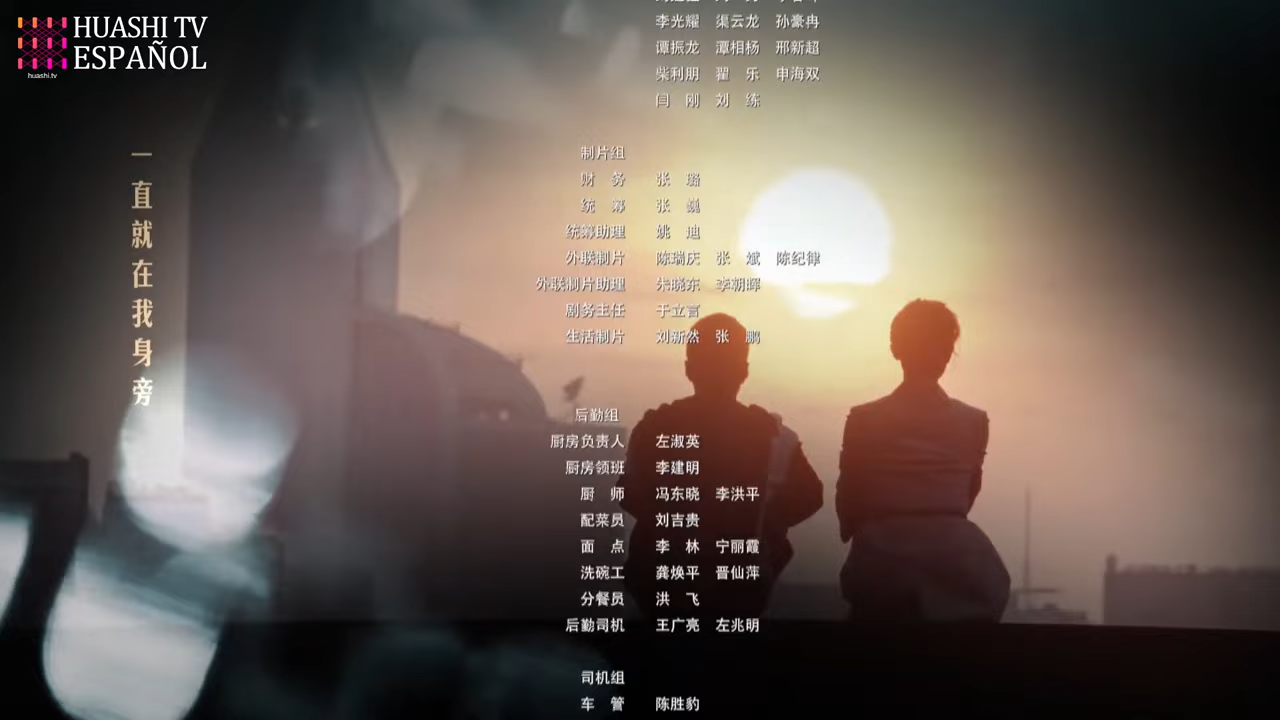 HUASHI TV
ESPAÑOL
huashi.tv
一直就在我身旁
李光耀 渠云龙 孙豪冉
谭振龙 潭相杨 邢新超
柴利朋 翟 乐 申海双
闫 刚 刘 练
制片组
财 务 张 璐
统 筹 张 巍
统筹助理 姚 迪
外联制片 陈瑞庆 张 斌 陈纪律
外联制片助理 朱晓东 李朝晖
剧务主任 于立言
生活制片 刘新然 张 鹏
后勤组
厨房负责人 左淑英
厨房领班 李建明
厨 师 冯东晓 李洪平
配菜员 刘吉贵
面 点 李 林 宁丽霞
洗碗工 龚焕平 晋仙萍
分餐员 洪 飞
后勤司机 王广亮 左兆明
司机组
车 管 陈胜豹